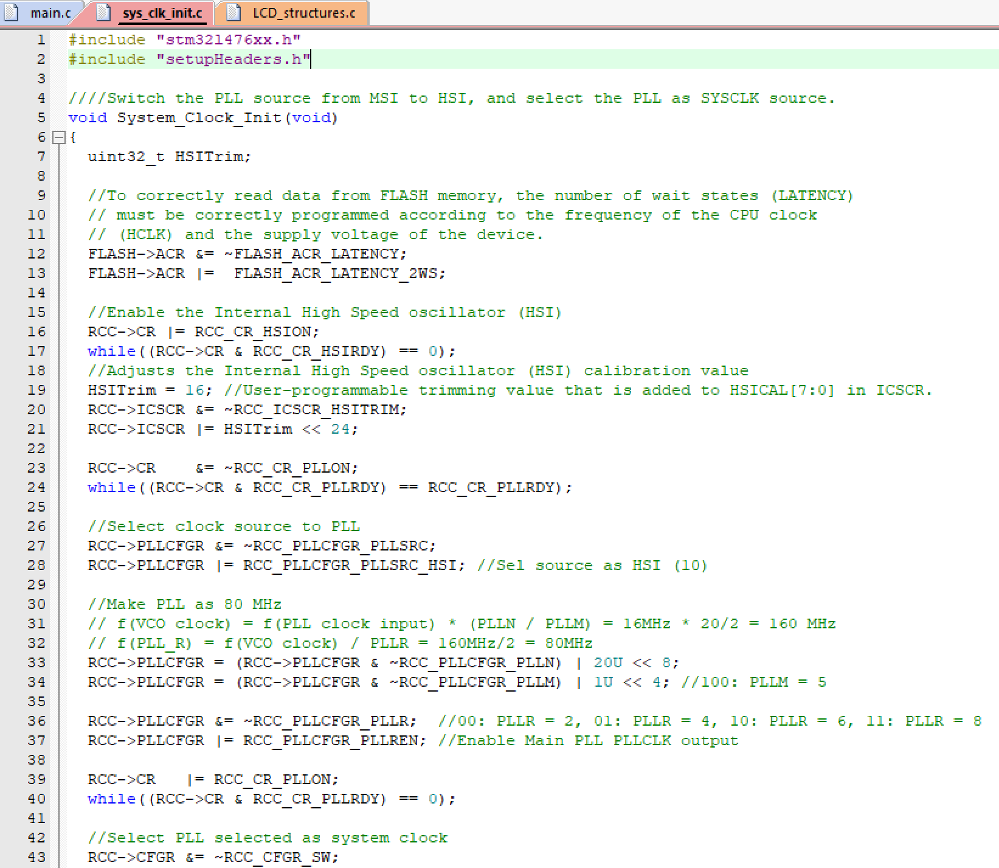 main.c sys_clk_init.c LCD_structures.c
1 #include "stm32l476xx.h"
2 #include "setupHeaders.h"
3
4 ////Switch the PLL source from MSI to HSI, and select the PLL as SYSCLK source.
5 void System_Clock_Init(void)
6 {
7 uint32_t HSITrim;
8
9 //To correctly read data from FLASH memory, the number of wait states (LATENCY)
10 // must be correctly programmed according to the frequency of the CPU clock
11 // (HCLK) and the supply voltage of the device.
12 FLASH->ACR &= ~FLASH_ACR_LATENCY;
13 FLASH->ACR |=  FLASH_ACR_LATENCY_2WS;
14
15 //Enable the Internal High Speed oscillator (HSI)
16 RCC->CR |= RCC_CR_HSION;
17 while((RCC->CR & RCC_CR_HSIRDY) == 0);
18 //Adjusts the Internal High Speed oscillator (HSI) calibration value
19 HSITrim = 16; //User-programmable trimming value that is added to HSICAL[7:0] in ICSCR.
20 RCC->ICSCR &= ~RCC_ICSCR_HSITRIM;
21 RCC->ICSCR |= HSITrim << 24;
22
23 RCC->CR    &= ~RCC_CR_PLLON;
24 while((RCC->CR & RCC_CR_PLLRDY) == RCC_CR_PLLRDY);
25
26 //Select clock source to PLL
27 RCC->PLLCFGR &= ~RCC_PLLCFGR_PLLSRC;
28 RCC->PLLCFGR |= RCC_PLLCFGR_PLLSRC_HSI; //Sel source as HSI (10)
29
30 //Make PLL as 80 MHz
31 // f(VCO clock) = f(PLL clock input) * (PLLN / PLLM) = 16MHz * 20/2 = 160 MHz
32 // f(PLL_R) = f(VCO clock) / PLLR = 160MHz/2 = 80MHz
33 RCC->PLLCFGR = (RCC->PLLCFGR & ~RCC_PLLCFGR_PLLN) | 20U << 8;
34 RCC->PLLCFGR = (RCC->PLLCFGR & ~RCC_PLLCFGR_PLLM) | 1U << 4; //100: PLLM = 5
35
36 RCC->PLLCFGR &= ~RCC_PLLCFGR_PLLR;  //00: PLLR = 2, 01: PLLR = 4, 10: PLLR = 6, 11: PLLR = 8
37 RCC->PLLCFGR |= RCC_PLLCFGR_PLLREN; //Enable Main PLL PLLCLK output
38
39 RCC->CR   |= RCC_CR_PLLON;
40 while((RCC->CR & RCC_CR_PLLRDY) == 0);
41
42 //Select PLL selected as system clock
43 RCC->CFGR &= ~RCC_CFGR_SW;